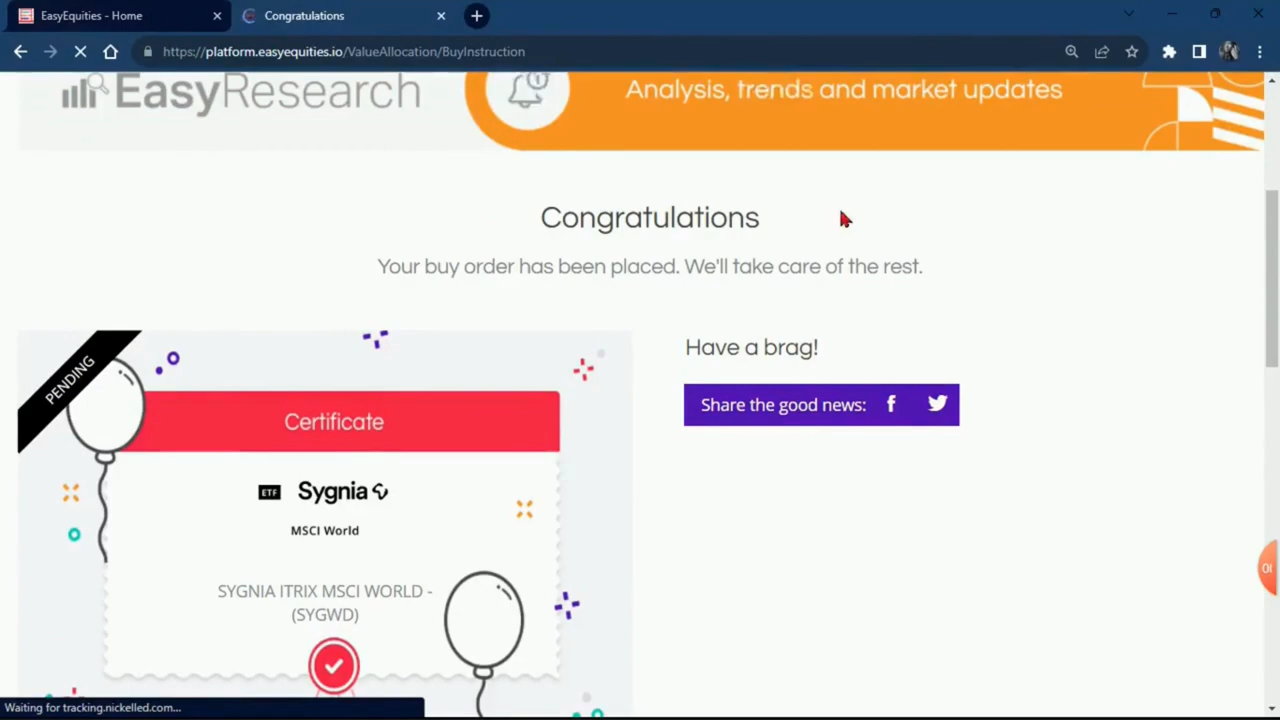 EasyEquities - Home
Congratulations
https://platform.easyequities.io/ValueAllocation/BuyInstruction
EasyResearch
1
Analysis, trends and market updates
Congratulations
Your buy order has been placed. We'll take care of the rest.
PENDING
Certificate
ETF Sygnia
MSCI World
SYGNIA ITRIX MSCI WORLD -
(SYGWD)
Have a brag!
Share the good news:
Waiting for tracking.nickelled.com...